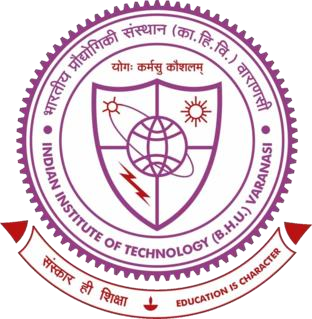 भारतीय प्रौद्योगिकी संस्थान (का.हि.वि.) वाराणसी
योगः कर्मसु कौशलम्
INDIAN INSTITUTE OF TECHNOLOGY (B.H.U.) VARANASI
संस्कार ही शिक्षा
EDUCATION IS CHARACTER